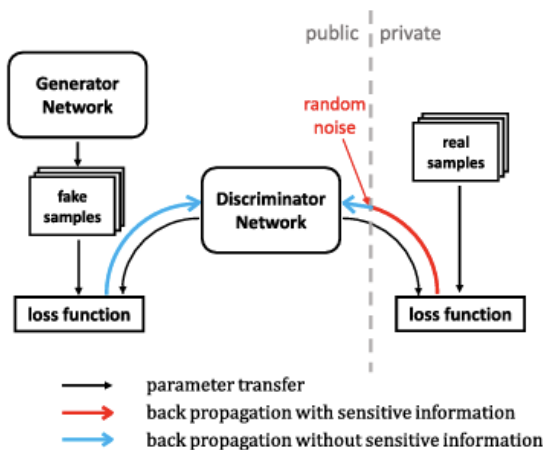 public private
Generator
Network
random
noise
real
samples
fake
samples
Discriminator
Network
loss function
loss function
parameter transfer
back propagation with sensitive information
back propagation without sensitive information